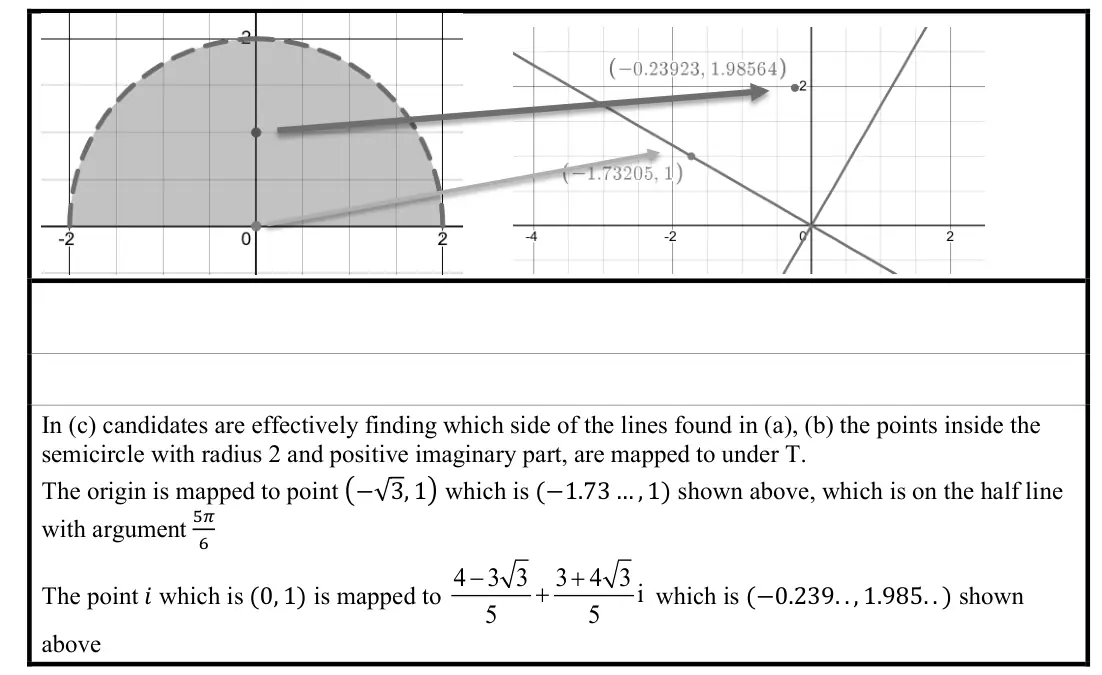 2
-2
0
2
(−0.23923, 1.98564)
2
(−1.73205, 1)
-4
-2
0
2
In (c) candidates are effectively finding which side of the lines found in (a), (b) the points inside the
semicircle with radius 2 and positive imaginary part, are mapped to under T.
The origin is mapped to point (−√3, 1) which is (−1.73 … , 1) shown above, which is on the half line
with argument 5π/6
The point i which is (0, 1) is mapped to (4−3√3)/5 + (3+4√3)/5 i which is (−0.239. . , 1.985. . ) shown
above